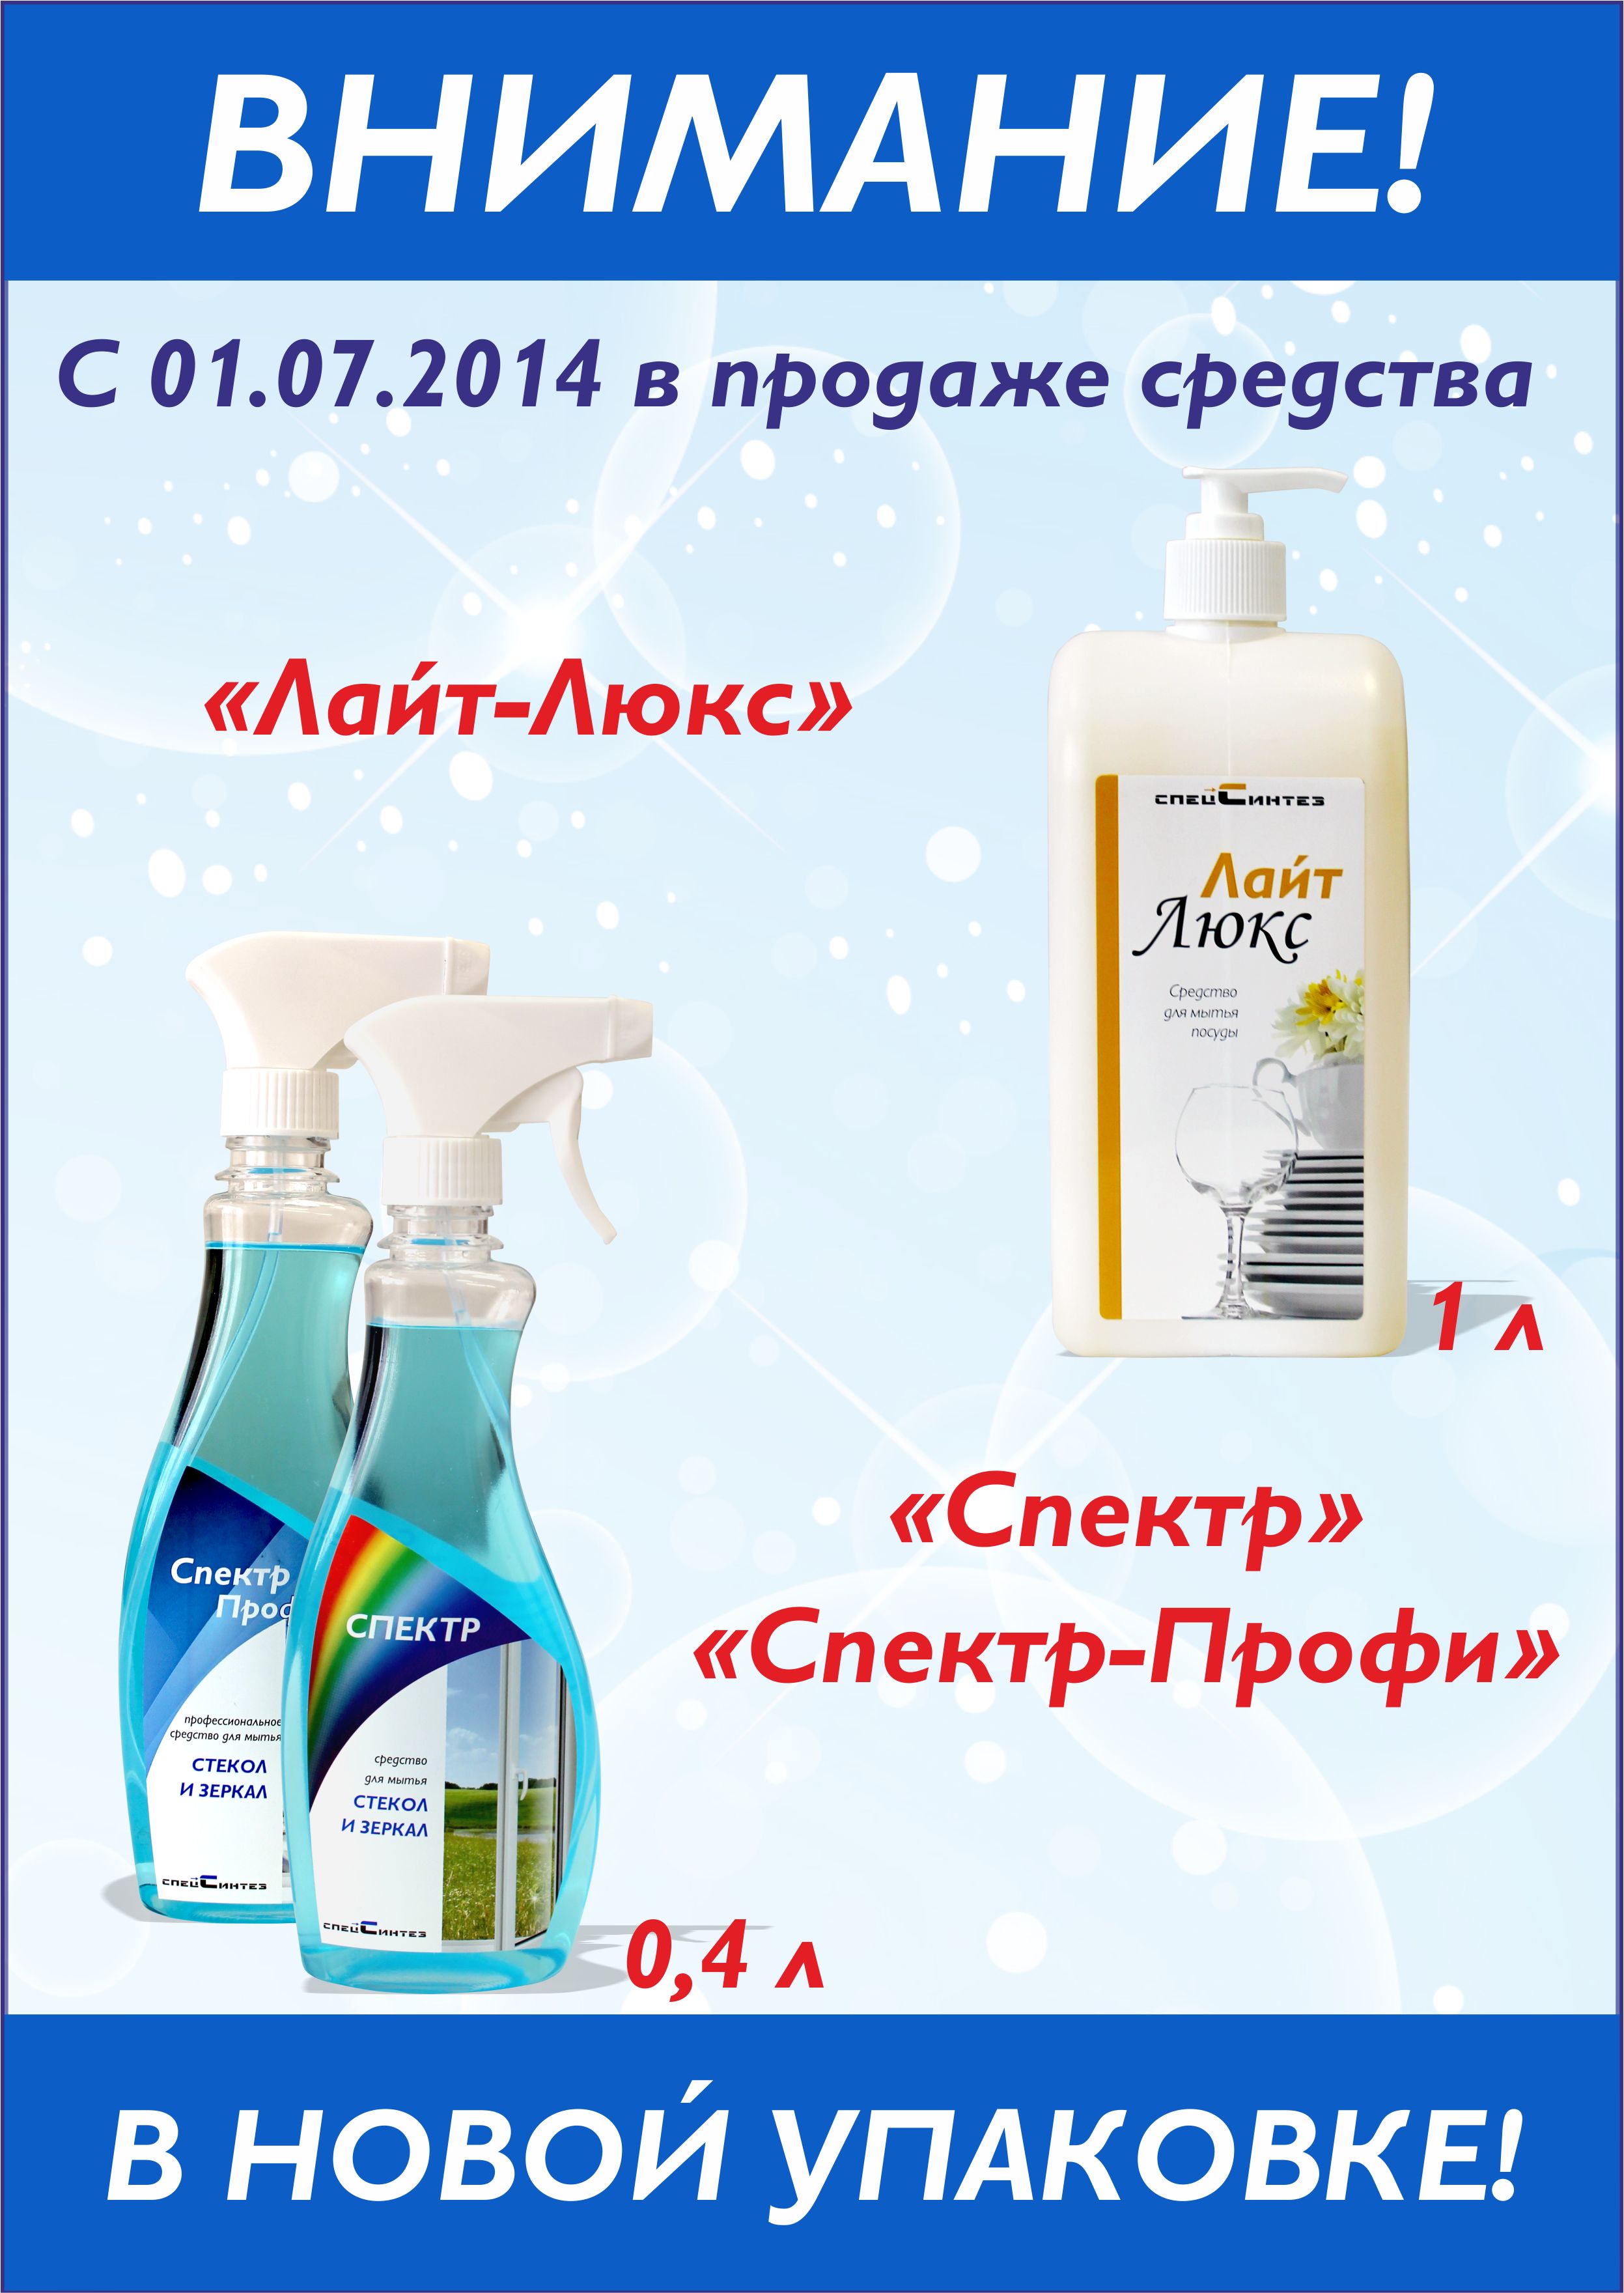 ВНИМАНИЕ!
С 01.07.2014 в продаже средства
«Лайт-Люкс»
СПЕЦСИНТЕЗ
Лайт
Люкс
Средство
для мытья
посуды
1 л
«Спектр»
«Спектр-Профи»
Спектр
Проф
профессиональное
средство для мытья
СТЕКОЛ
И ЗЕРКАЛ
СПЕЦСИНТЕЗ
СПЕКТР
средство
для мытья
СТЕКОЛ
И ЗЕРКАЛ
СПЕЦСИНТЕЗ
0,4 л
В НОВОЙ УПАКОВКЕ!